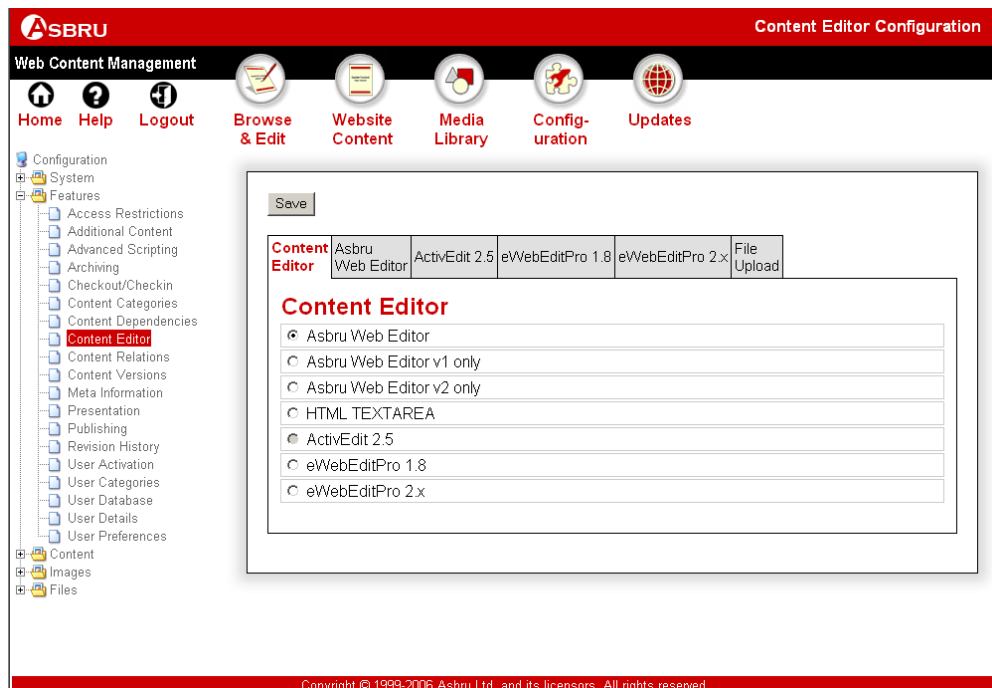 ASBRU
Content Editor Configuration
Web Content Management
Home
Help
Logout
Browse
& Edit
Website
Content
Media
Library
Config-
uration
Updates
Configuration
System
Features
Access Restrictions
Additional Content
Advanced Scripting
Archiving
Checkout/Checkin
Content Categories
Content Dependencies
Content Editor
Content Relations
Content Versions
Meta Information
Presentation
Publishing
Revision History
User Activation
User Categories
User Database
User Details
User Preferences
Content
Images
Files
Save
Content
Editor
Asbru
Web Editor
ActivEdit 2.5
eWebEditPro 1.8
eWebEditPro 2.x
File
Upload
Content Editor
Asbru Web Editor
Asbru Web Editor v1 only
Asbru Web Editor v2 only
HTML TEXTAREA
ActivEdit 2.5
eWebEditPro 1.8
eWebEditPro 2.x
Copyright © 1999-2006 Asbru Ltd. and its licensors. All rights reserved.